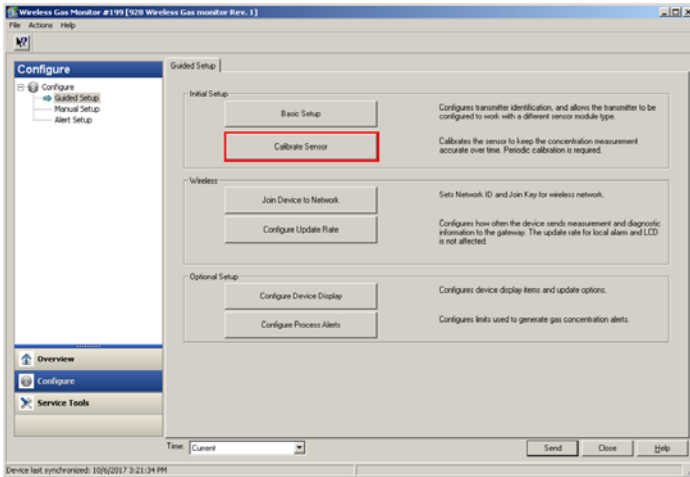 Wireless Gas Monitor #199 [928 Wireless Gas monitor Rev. 1]
File Actions Help
Configure
Configure
Guided Setup
Manual Setup
Alert Setup
Overview
Configure
Service Tools
Guided Setup
Initial Setup
Basic Setup
Configures transmitter identification, and allows the transmitter to be
configured to work with a different sensor module type.
Calibrate Sensor
Calibrates the sensor to keep the concentration measurement
accurate over time. Periodic calibration is required.
Wireless
Join Device to Network
Sets Network ID and Join Key for wireless network.
Configure Update Rate
Configures how often the device sends measurement and diagnostic
information to the gateway. The update rate for local alarm and LCD
is not affected.
Optional Setup
Configure Device Display
Configures device display items and update options.
Configure Process Alerts
Configures limits used to generate gas concentration alerts.
Time: Current
Send Close Help
Device last synchronized: 10/6/2017 3:21:34 PM